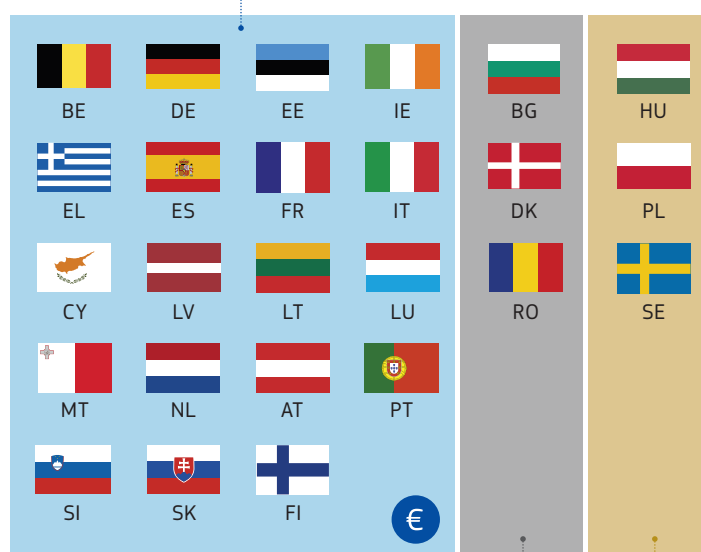 BE DE EE IE BG HU
EL ES FR IT DK PL
CY LV LT LU RO SE
MT NL AT PT
SI SK FI €